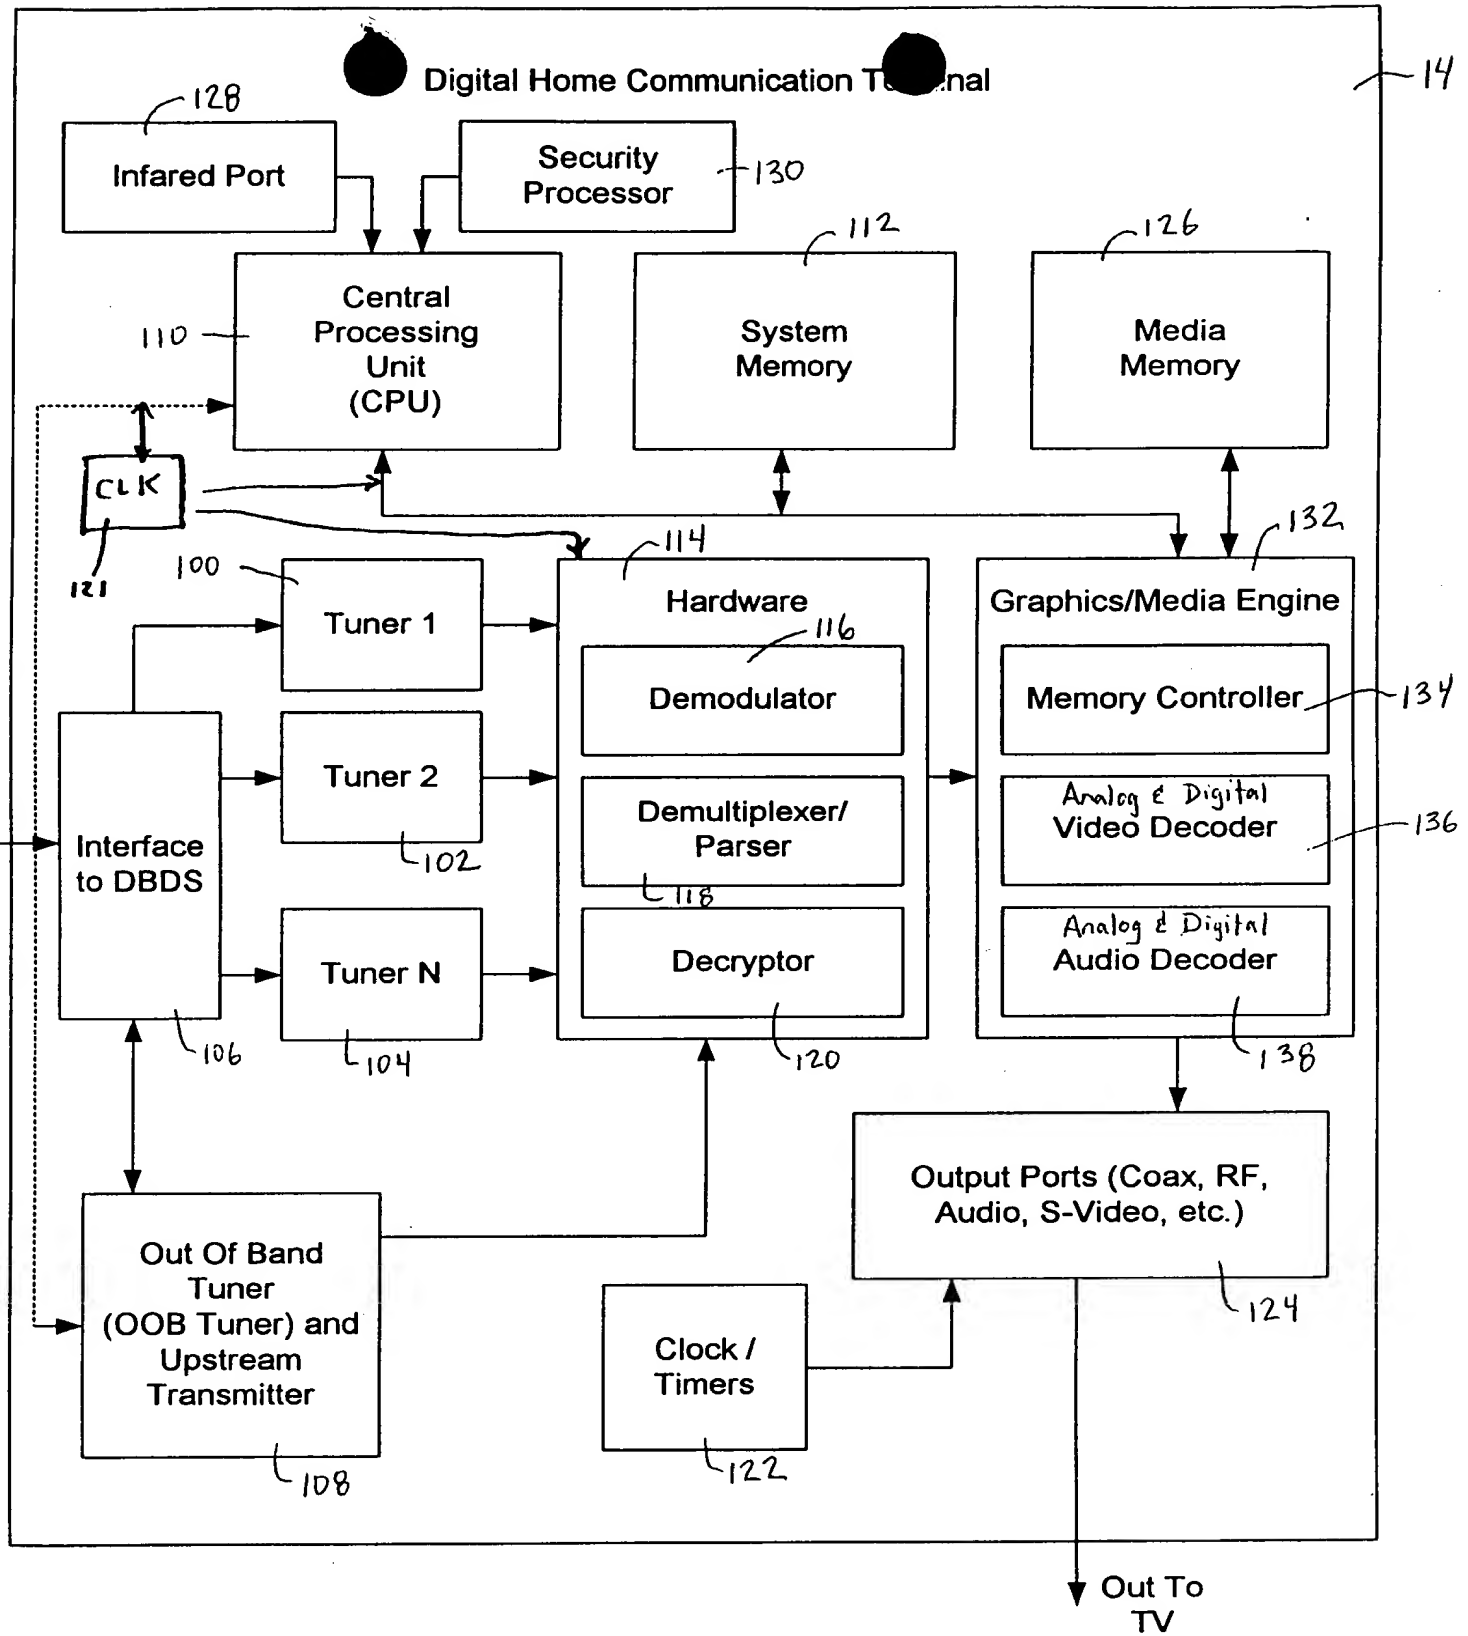 Digital Home Communication T nal
14
128
Infared Port
Security
Processor
130
112
126
Central
Processing
Unit
(CPU)
110
System
Memory
Media
Memory
CLK
121
100
Tuner 1
114
Hardware
132
Graphics/Media Engine
116
Demodulator
Memory Controller
134
Tuner 2
102
Demultiplexer/
Parser
118
Analog & Digital
Video Decoder
136
Interface
to DBDS
106
Tuner N
104
Decryptor
120
Analog & Digital
Audio Decoder
138
Output Ports (Coax, RF,
Audio, S-Video, etc.)
124
Out Of Band
Tuner
(OOB Tuner) and
Upstream
Transmitter
108
Clock /
Timers
122
Out To
TV